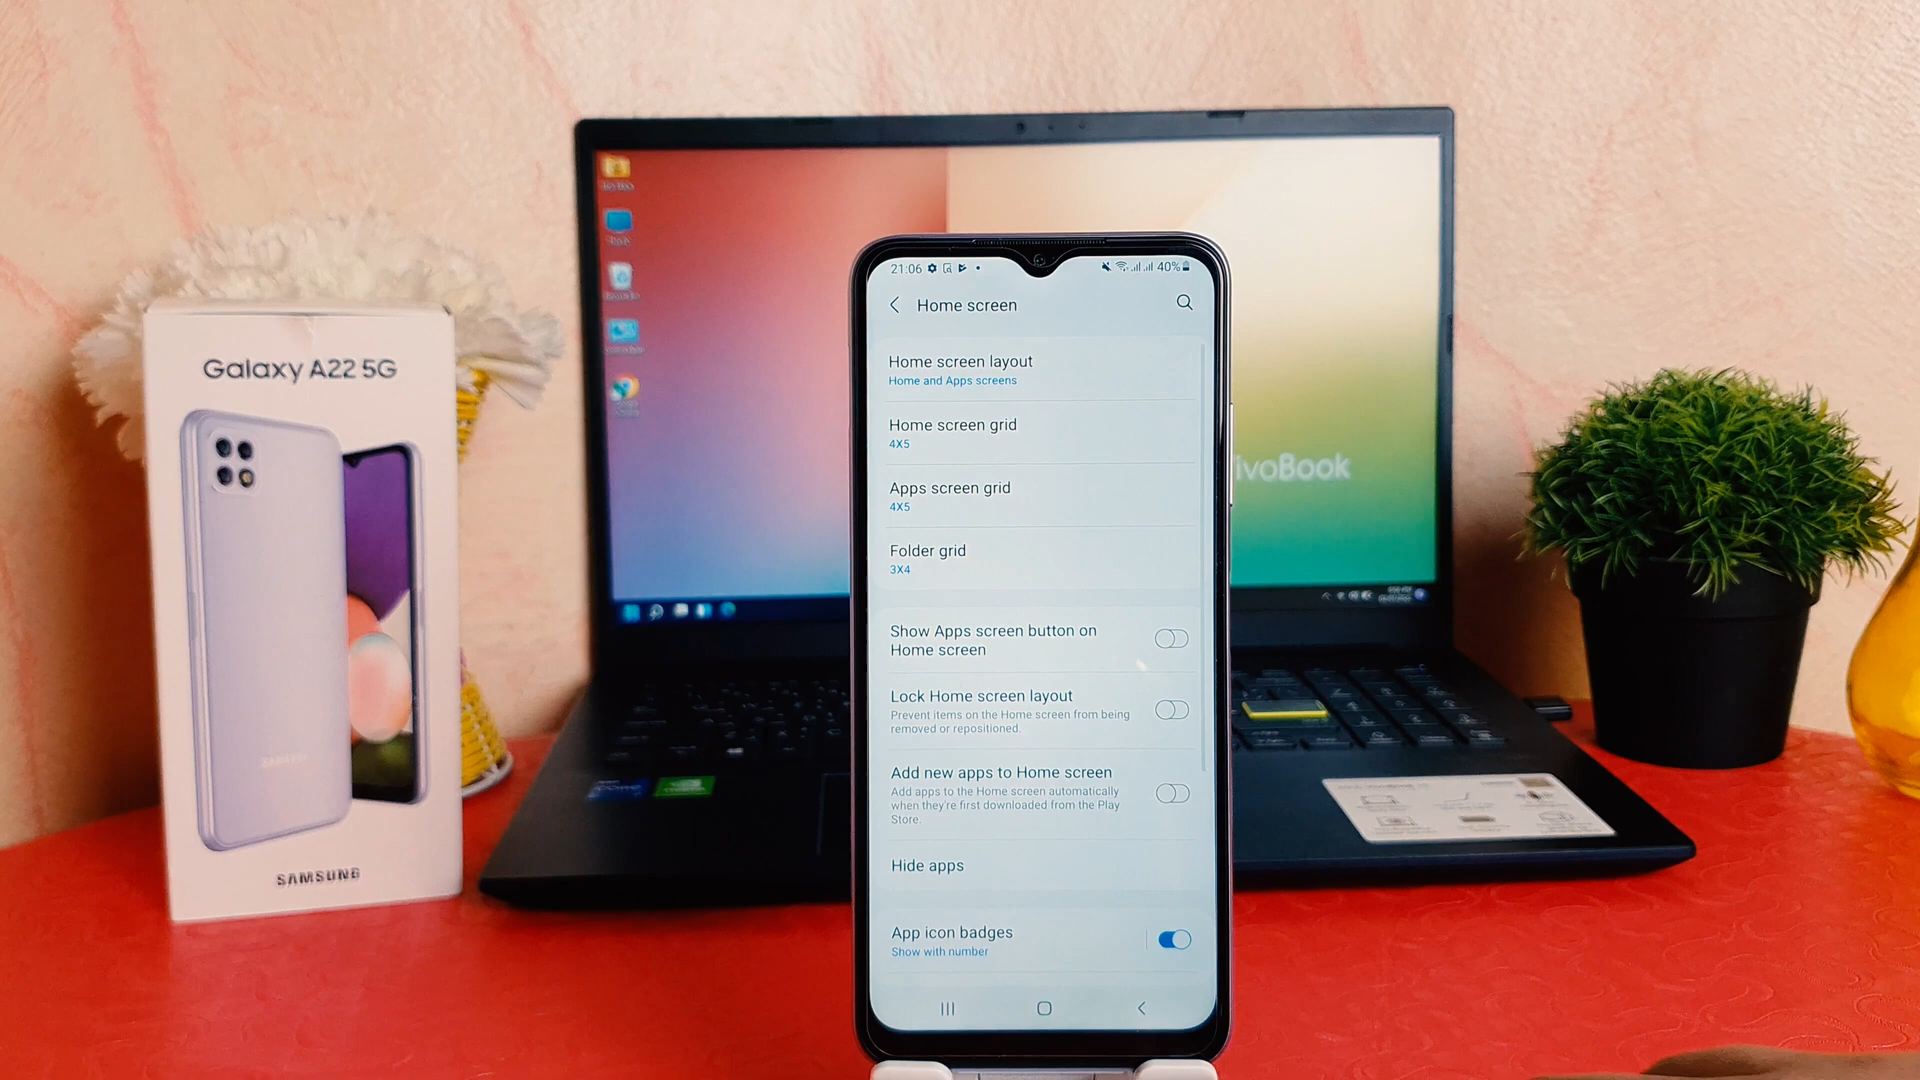 Galaxy A22 5G
SAMSUNG
ivoBook
21:06
40%
Home screen
Home screen layout
Home and Apps screens
Home screen grid
4X5
Apps screen grid
4X5
Folder grid
3X4
Show Apps screen button on
Home screen
Lock Home screen layout
Prevent items on the Home screen from being
removed or repositioned.
Add new apps to Home screen
Add apps to the Home screen automatically
when they're first downloaded from the Play
Store.
Hide apps
App icon badges
Show with number